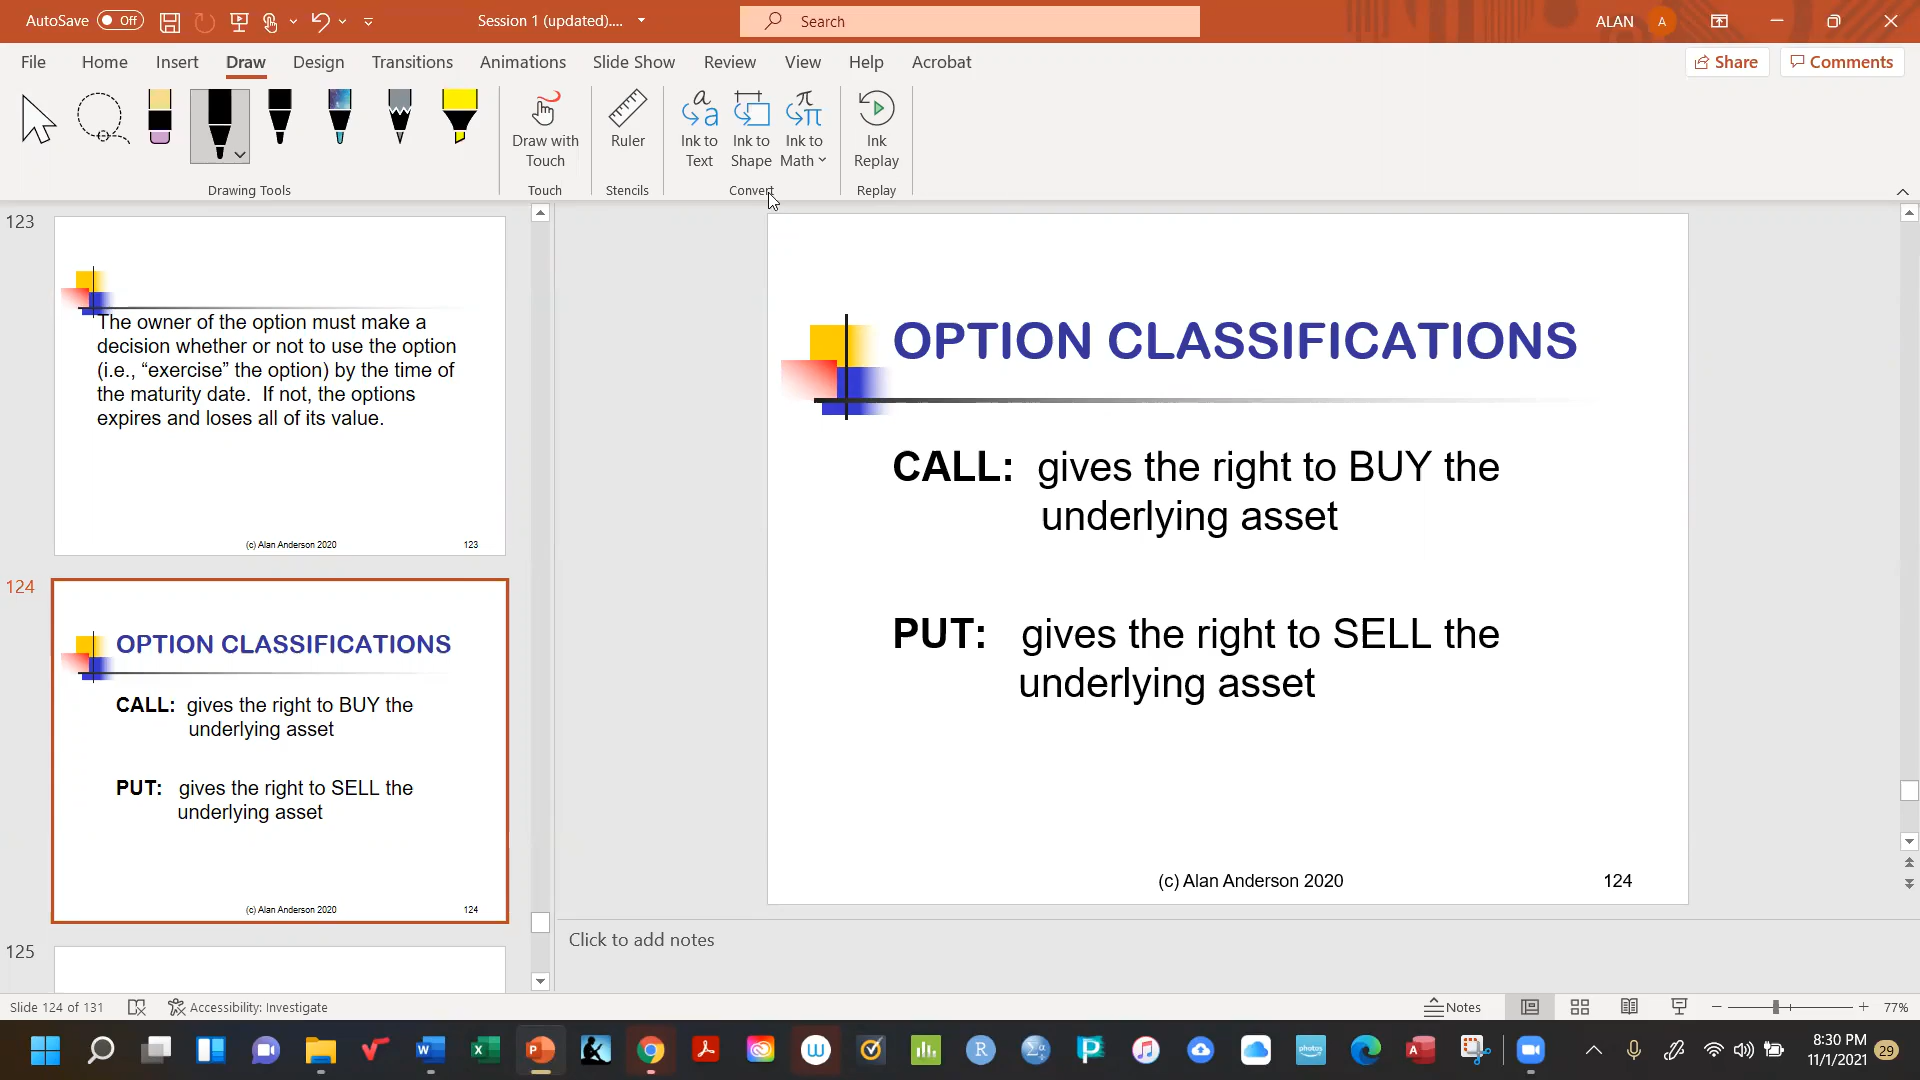 AutoSave Off Session 1 (updated).... Search ALAN A
File Home Insert Draw Design Transitions Animations Slide Show Review View Help Acrobat Share Comments
Draw with Touch
Ruler
Ink to Text
Ink to Shape
Ink to Math
Ink Replay
Drawing Tools Touch Stencils Convert Replay
123
The owner of the option must make a
decision whether or not to use the option
(i.e., “exercise” the option) by the time of
the maturity date.  If not, the options
expires and loses all of its value.
(c) Alan Anderson 2020 123
124
OPTION CLASSIFICATIONS
CALL: gives the right to BUY the
underlying asset
PUT: gives the right to SELL the
underlying asset
(c) Alan Anderson 2020 124
125
OPTION CLASSIFICATIONS
CALL: gives the right to BUY the
underlying asset
PUT: gives the right to SELL the
underlying asset
(c) Alan Anderson 2020 124
Click to add notes
Slide 124 of 131 Accessibility: Investigate Notes 77%
8:30 PM
11/1/2021 29